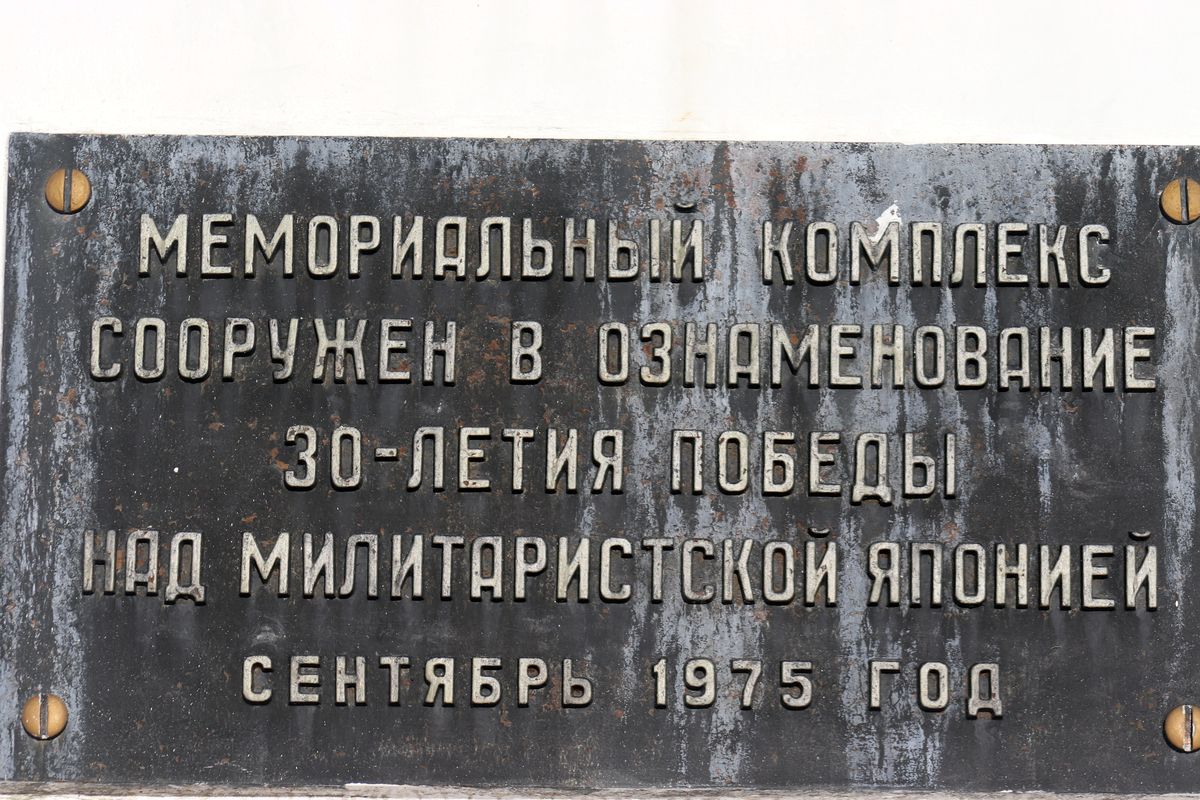 МЕМОРИАЛЬНЫЙ КОМПЛЕКС
СООРУЖЕН В ОЗНАМЕНОВАНИЕ
30-ЛЕТИЯ ПОБЕДЫ
НАД МИЛИТАРИСТСКОЙ ЯПОНИЕЙ
СЕНТЯБРЬ 1975 ГОД